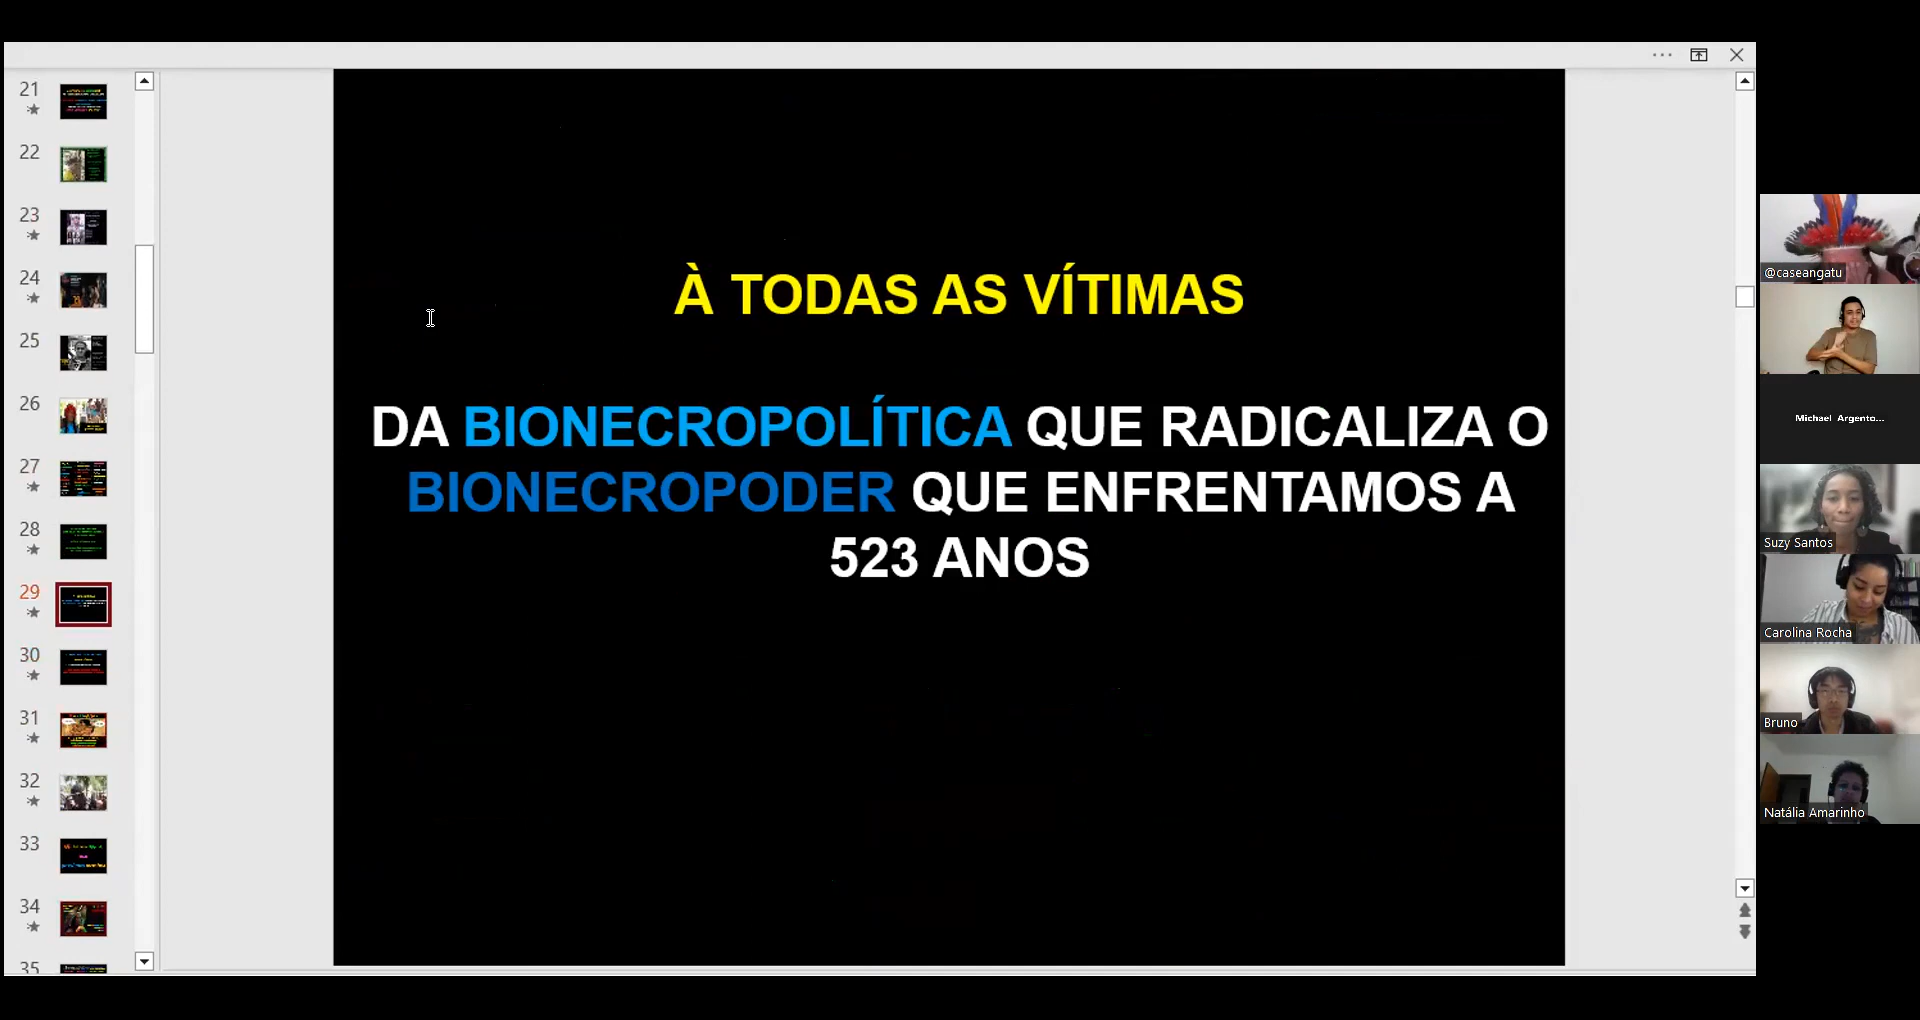 21
22
23
24
25
26
27
28
29
30
31
32
33
34
35
À TODAS AS VÍTIMAS
DA BIONECROPOLÍTICA QUE RADICALIZA O
BIONECROPODER QUE ENFRENTAMOS A
523 ANOS
@caseangatu
Michael Argento...
Suzy Santos
Carolina Rocha
Bruno
Natália Amarinho